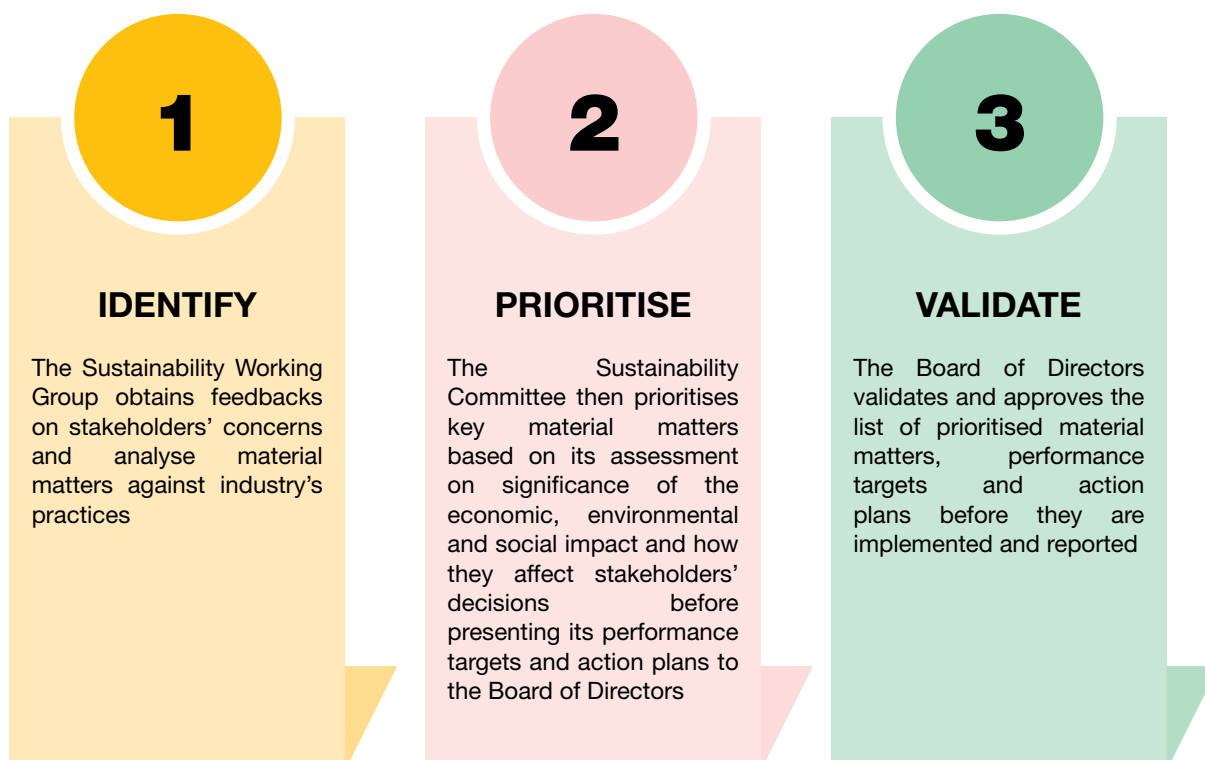 1
IDENTIFY
The Sustainability Working
Group obtains feedbacks
on stakeholders’ concerns
and analyse material
matters against industry’s
practices
2
PRIORITISE
The Sustainability
Committee then prioritises
key material matters
based on its assessment
on significance of the
economic, environmental
and social impact and how
they affect stakeholders’
decisions before
presenting its performance
targets and action plans to
the Board of Directors
3
VALIDATE
The Board of Directors
validates and approves the
list of prioritised material
matters, performance
targets and action
plans before they are
implemented and reported